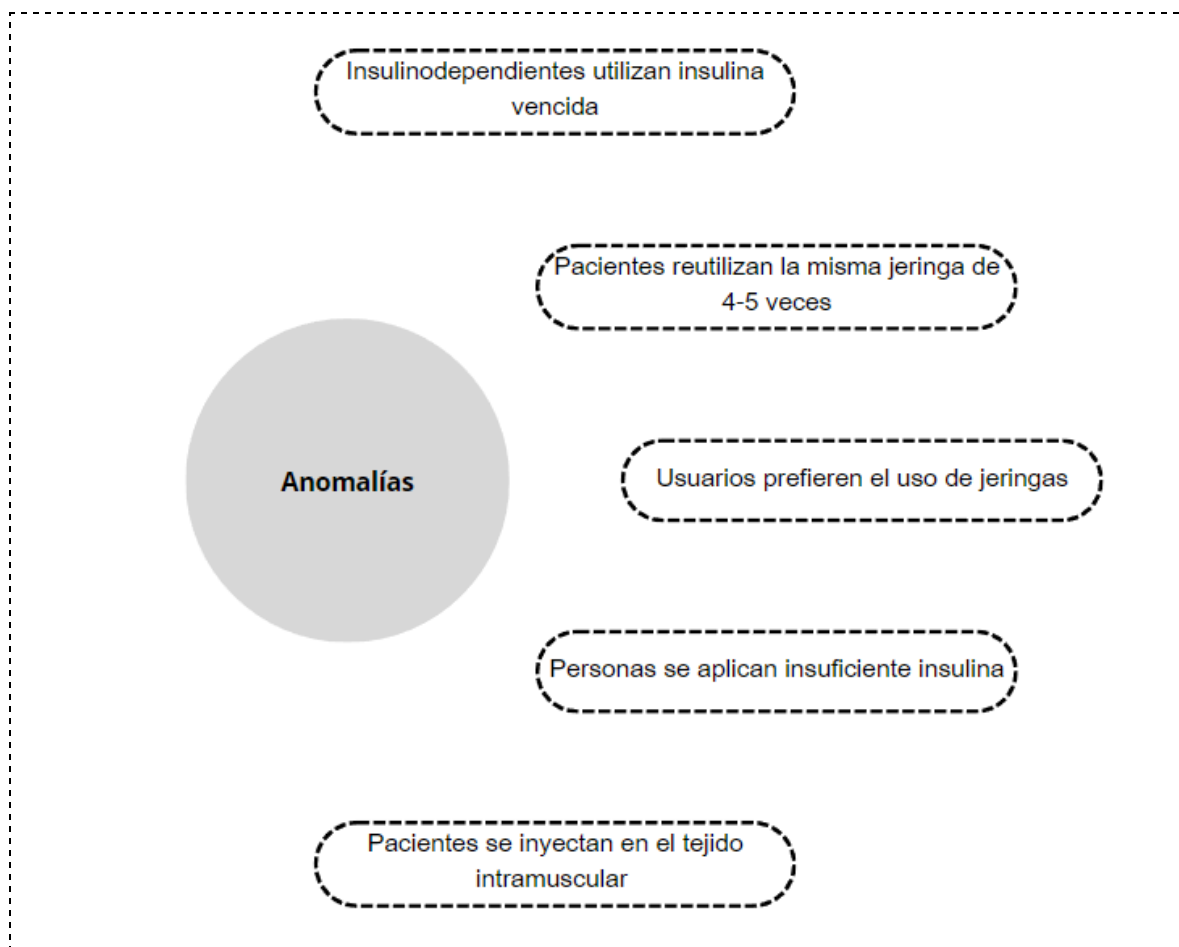 Insulinodependientes utilizan insulina
vencida
Pacientes reutilizan la misma jeringa de
4-5 veces
Anomalías
Usuarios prefieren el uso de jeringas
Personas se aplican insuficiente insulina
Pacientes se inyectan en el tejido
intramuscular